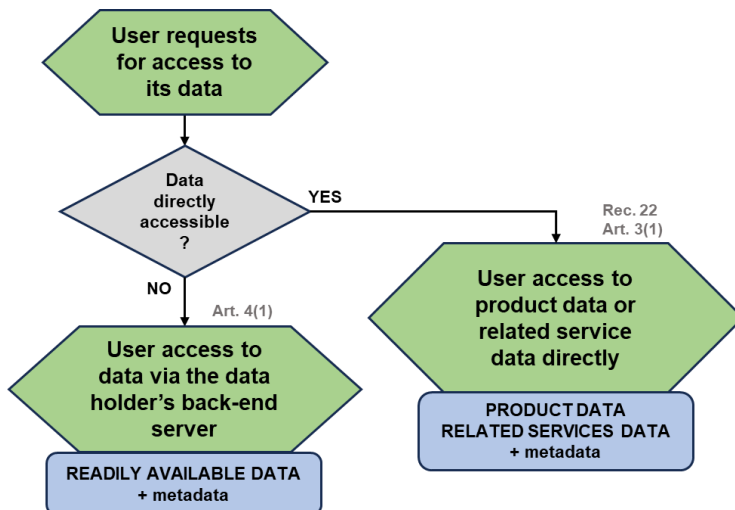 User requests
for access to
its data
Data
directly
accessible
?
YES
NO
Rec. 22
Art. 3(1)
User access to
product data or
related service
data directly
PRODUCT DATA
RELATED SERVICES DATA
+ metadata
Art. 4(1)
User access to
data via the data
holder's back-end
server
READILY AVAILABLE DATA
+ metadata